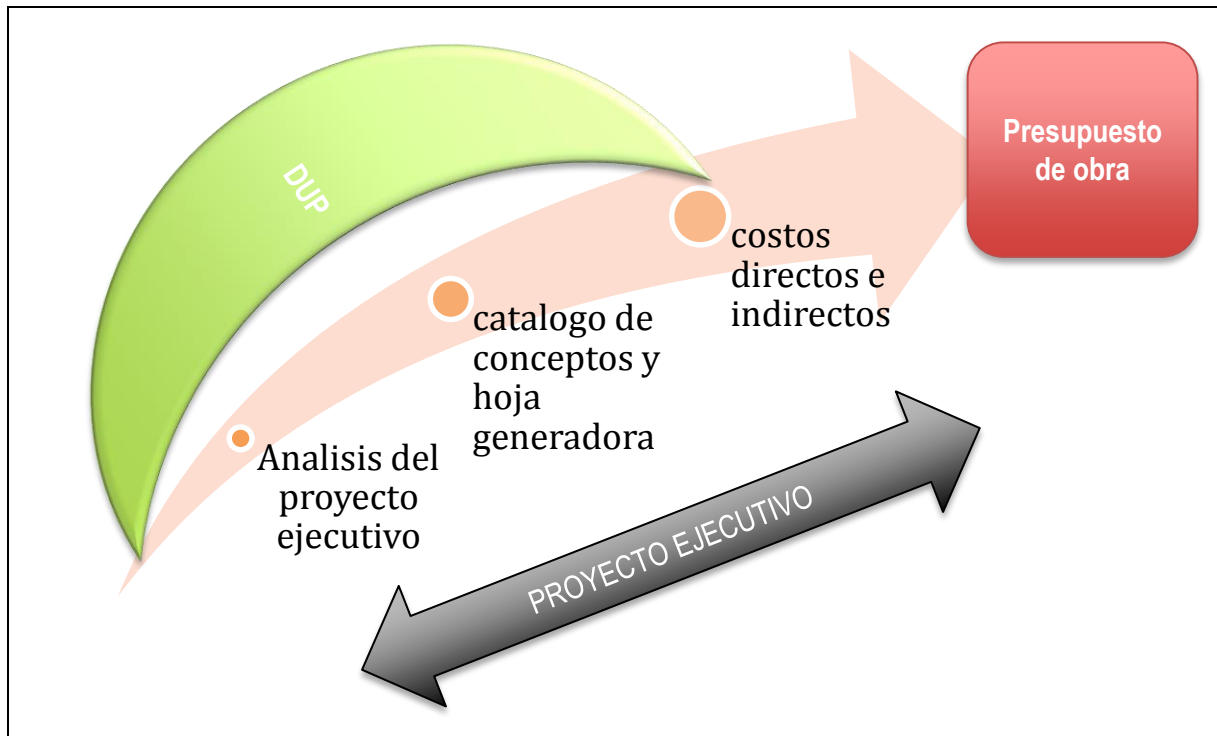 DUP
Presupuesto
de obra
costos
directos e
indirectos
catalogo de
conceptos y
hoja
generadora
Analisis del
proyecto
ejecutivo
PROYECTO EJECUTIVO